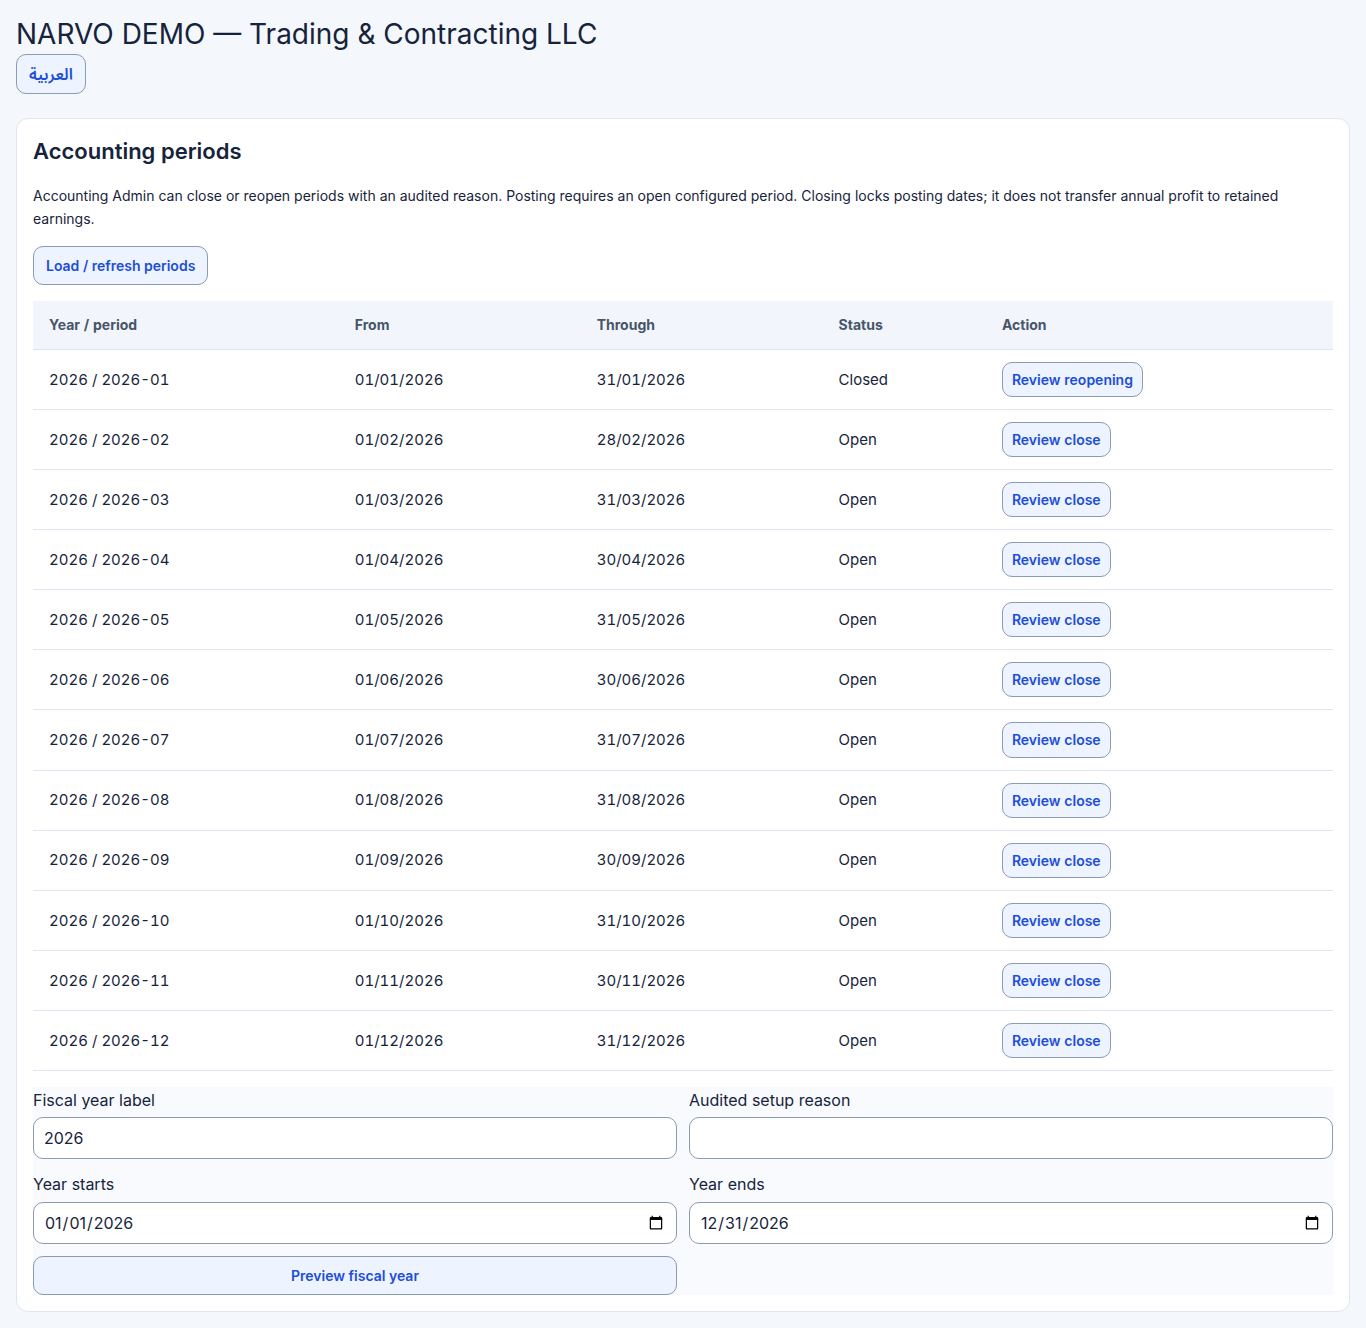 NARVO DEMO — Trading & Contracting LLC
العربية
Accounting periods
Accounting Admin can close or reopen periods with an audited reason. Posting requires an open configured period. Closing locks posting dates; it does not transfer annual profit to retained
earnings.
Load / refresh periods
Year / period From Through Status Action
2026 / 2026-01 01/01/2026 31/01/2026 Closed Review reopening
2026 / 2026-02 01/02/2026 28/02/2026 Open Review close
2026 / 2026-03 01/03/2026 31/03/2026 Open Review close
2026 / 2026-04 01/04/2026 30/04/2026 Open Review close
2026 / 2026-05 01/05/2026 31/05/2026 Open Review close
2026 / 2026-06 01/06/2026 30/06/2026 Open Review close
2026 / 2026-07 01/07/2026 31/07/2026 Open Review close
2026 / 2026-08 01/08/2026 31/08/2026 Open Review close
2026 / 2026-09 01/09/2026 30/09/2026 Open Review close
2026 / 2026-10 01/10/2026 31/10/2026 Open Review close
2026 / 2026-11 01/11/2026 30/11/2026 Open Review close
2026 / 2026-12 01/12/2026 31/12/2026 Open Review close
Fiscal year label Audited setup reason
2026
Year starts Year ends
01/01/2026 12/31/2026
Preview fiscal year